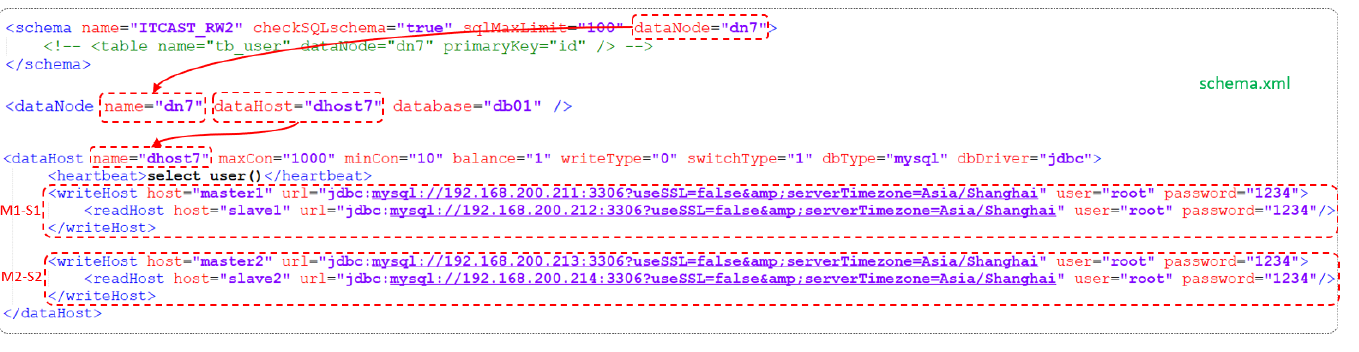 <schema name="ITCAST_RW2" checkSQLschema="true" sqlMaxLimit="100" dataNode="dn7">
<!-- <table name="tb_user" dataNode="dn7" primaryKey="id" /> -->
</schema>
schema.xml
<dataNode name="dn7" dataHost="dhost7" database="db01" />
<dataHost name="dhost7" maxCon="1000" minCon="10" balance="1" writeType="0" switchType="1" dbType="mysql" dbDriver="jdbc">
<heartbeat>select user()</heartbeat>
<writeHost host="master1" url="jdbc:mysql://192.168.200.211:3306?useSSL=false&amp;serverTimezone=Asia/Shanghai" user="root" password="1234">
M1-S1 <readHost host="slave1" url="jdbc:mysql://192.168.200.212:3306?useSSL=false&amp;serverTimezone=Asia/Shanghai" user="root" password="1234"/>
</writeHost>
<writeHost host="master2" url="jdbc:mysql://192.168.200.213:3306?useSSL=false&amp;serverTimezone=Asia/Shanghai" user="root" password="1234">
M2-S2 <readHost host="slave2" url="jdbc:mysql://192.168.200.214:3306?useSSL=false&amp;serverTimezone=Asia/Shanghai" user="root" password="1234"/>
</writeHost>
</dataHost>